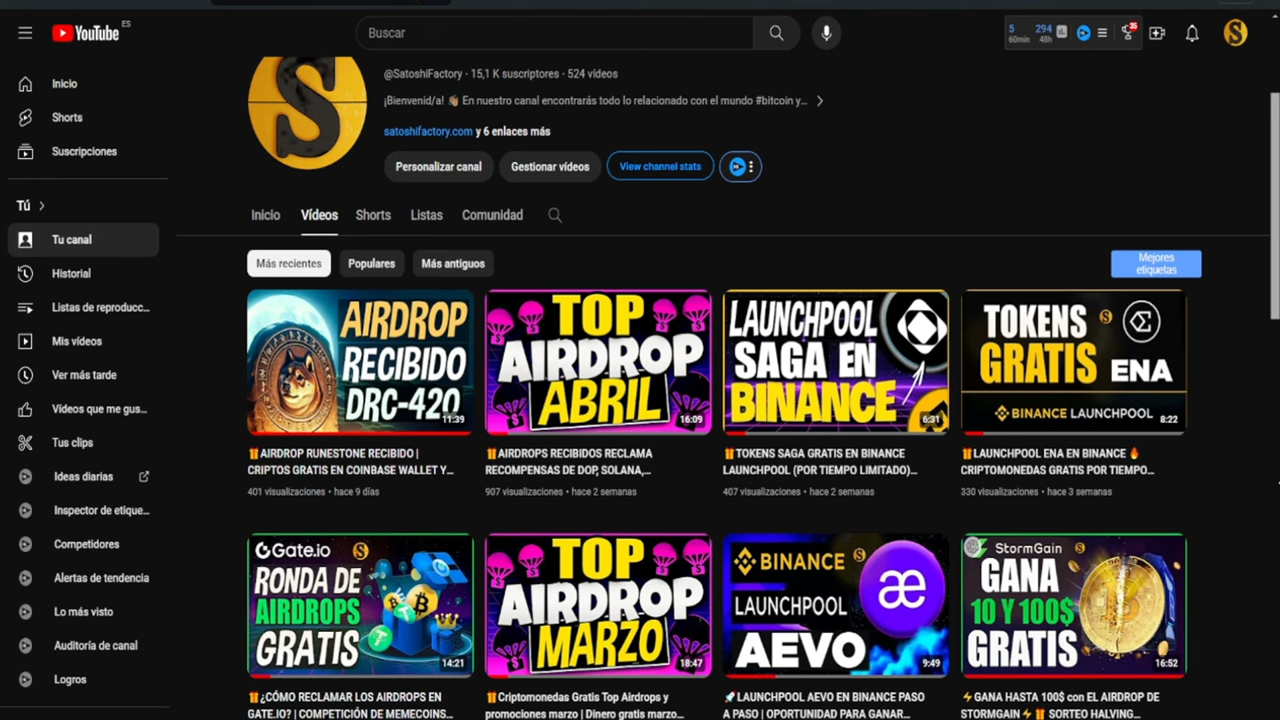 YouTube ES
Buscar
5 294
60min 48h
35
S
Inicio
Shorts
Suscripciones
Tú
Tu canal
Historial
Listas de reproducc...
Mis vídeos
Ver más tarde
Vídeos que me gus...
Tus clips
Ideas diarias
Inspector de etique...
Competidores
Alertas de tendencia
Lo más visto
Auditoría de canal
Logros
S
@SatoshiFactory · 15,1 K suscriptores · 524 vídeos
¡Bienvenid/a! 👋🏽 En nuestro canal encontrarás todo lo relacionado con el mundo #bitcoin y...
satoshifactory.com y 6 enlaces más
Personalizar canal Gestionar vídeos View channel stats
Inicio Vídeos Shorts Listas Comunidad
Más recientes Populares Más antiguos
Mejores
etiquetas
AIRDROP
RECIBIDO
DRC-420
11:39
🎁AIRDROP RUNESTONE RECIBIDO |
CRIPTOS GRATIS EN COINBASE WALLET Y...
401 visualizaciones • hace 9 días
TOP
AIRDROP
ABRIL
16:09
🎁AIRDROPS RECIBIDOS RECLAMA
RECOMPENSAS DE DOP, SOLANA,...
907 visualizaciones • hace 2 semanas
LAUNCHPOOL
SAGA EN
BINANCE
6:31
🎁TOKENS SAGA GRATIS EN BINANCE
LAUNCHPOOL (POR TIEMPO LIMITADO)...
407 visualizaciones • hace 2 semanas
TOKENS
GRATIS ENA
BINANCE LAUNCHPOOL
8:22
🎁LAUNCHPOOL ENA EN BINANCE 🔥
CRIPTOMONEDAS GRATIS POR TIEMPO...
330 visualizaciones • hace 3 semanas
Gate.io
RONDA DE
AIRDROPS
GRATIS
14:21
🎁¿CÓMO RECLAMAR LOS AIRDROPS EN
GATE.IO? | COMPETICIÓN DE MEMECOINS...
TOP
AIRDROP
MARZO
18:47
🎁Criptomonedas Gratis Top Airdrops y
promociones marzo | Dinero gratis marzo...
BINANCE
LAUNCHPOOL
AEVO
æ
9:49
🚀LAUNCHPOOL AEVO EN BINANCE PASO
A PASO | OPORTUNIDAD PARA GANAR...
StormGain
GANA
10 Y 100$
GRATIS
16:52
⚡GANA HASTA 100$ con EL AIRDROP DE
STORMGAIN⚡🎁 SORTEO HALVING...